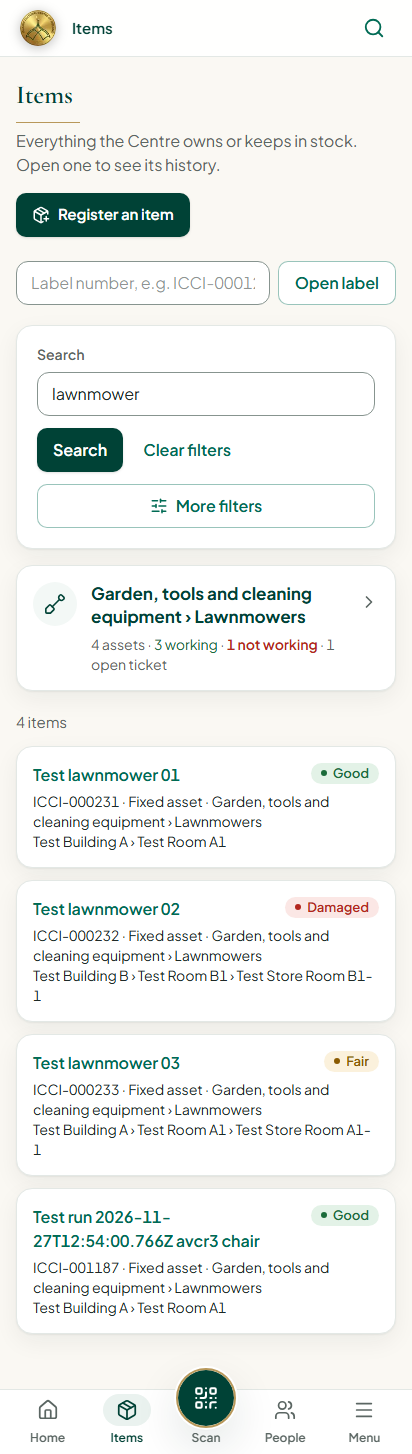 Items
Items
Everything the Centre owns or keeps in stock.
Open one to see its history.
Register an item
Label number, e.g. ICCI-0001
Open label
Search
lawnmower
Search
Clear filters
More filters
Garden, tools and cleaning
equipment › Lawnmowers
4 assets · 3 working · 1 not working · 1
open ticket
4 items
Test lawnmower 01
Good
ICCI-000231 · Fixed asset · Garden, tools and
cleaning equipment › Lawnmowers
Test Building A › Test Room A1
Test lawnmower 02
Damaged
ICCI-000232 · Fixed asset · Garden, tools and
cleaning equipment › Lawnmowers
Test Building B › Test Room B1 › Test Store Room B1-
1
Test lawnmower 03
Fair
ICCI-000233 · Fixed asset · Garden, tools and
cleaning equipment › Lawnmowers
Test Building A › Test Room A1 › Test Store Room A1-
1
Test run 2026-11-
27T12:54:00.766Z avcr3 chair
Good
ICCI-001187 · Fixed asset · Garden, tools and
cleaning equipment › Lawnmowers
Test Building A › Test Room A1
Home
Items
Scan
People
Menu